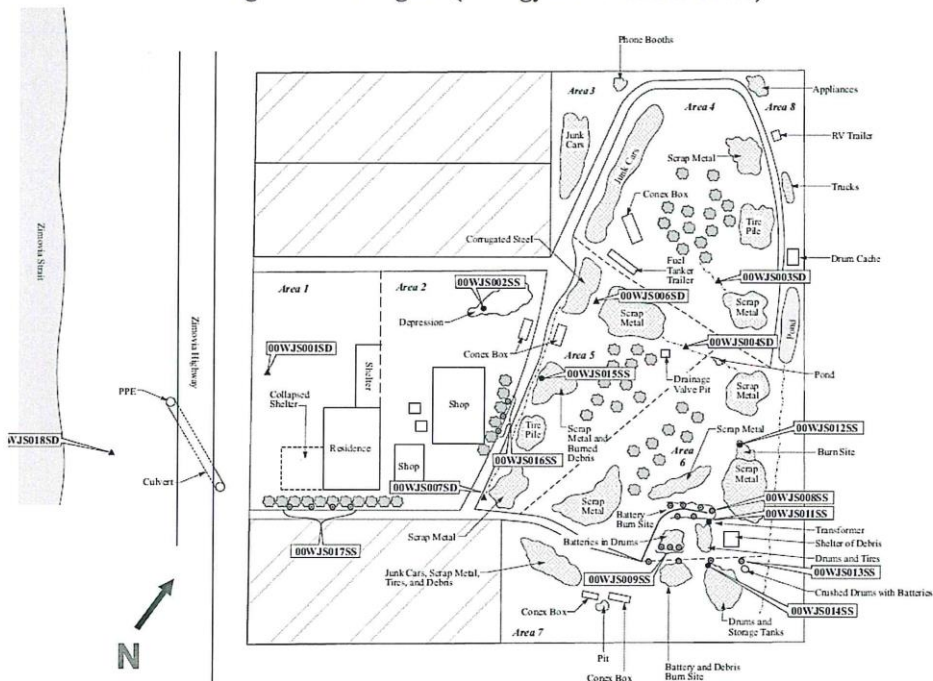 Phone Booths
Area 3
Area 4
Area 8
Appliances
RV Trailer
Junk
Cars
Junk Cars
Scrap Metal
Trucks
Conex Box
Tire
Pile
Corrugated Steel
Fuel
Tanker
Trailer
Drum Cache
00WJS003SD
Zimovia Strait
Area 1
Area 2
00WJS002SS
00WJS006SD
Scrap
Metal
Scrap
Metal
Pond
Depression
00WJS004SD
Zimovia Highway
00WJS001SD
Conex Box
Area 5
00WJS015SS
Drainage
Valve Pit
Pond
Shelter
PPE
Collapsed
Shelter
Shop
Scrap
Metal and
Burned
Debris
Scrap
Metal
Scrap Metal
00WJS012SS
WJS018SD
Residence
Tire
Pile
Area
6
Burn Site
Culvert
Shop
00WJS016SS
Scrap
Metal
00WJS007SD
Scrap
Metal
Battery
Burn Site
00WJS008SS
00WJS011SS
Transformer
00WJS017SS
Scrap Metal
Batteries in Drums
Shelter of Debris
Drums and Tires
Junk Cars, Scrap Metal,
Tires, and Debris
00WJS009SS
00WJS013SS
Crushed Drums with Batteries
Conex Box
00WJS014SS
Drums and
Storage Tanks
Area 7
Pit
Conex Box
Battery and Debris
Burn Site
N